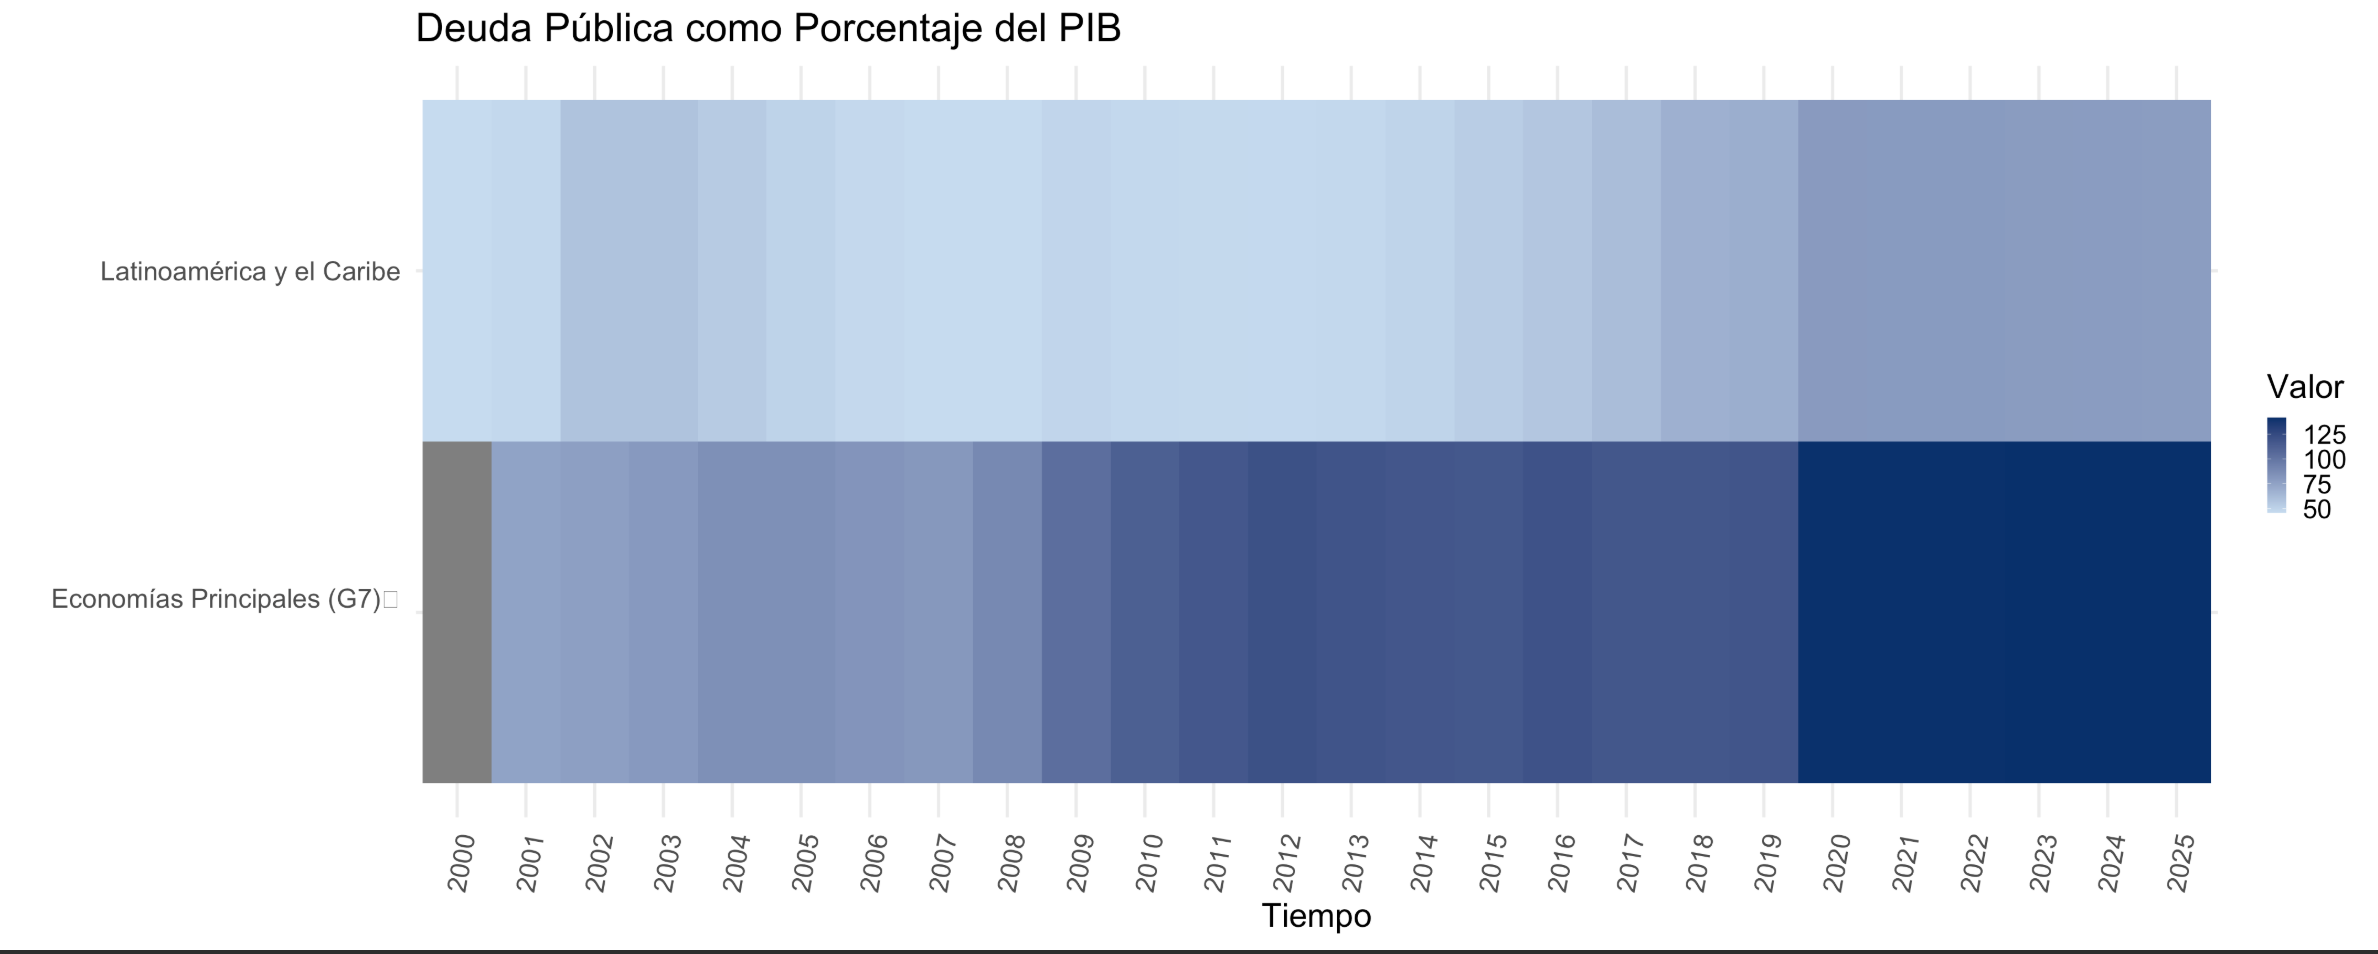 Deuda Pública como Porcentaje del PIB
Latinoamérica y el Caribe
Economías Principales (G7)□
Valor
125
100
75
50
2000 2001 2002 2003 2004 2005 2006 2007 2008 2009 2010 2011 2012 2013 2014 2015 2016 2017 2018 2019 2020 2021 2022 2023 2024 2025
Tiempo